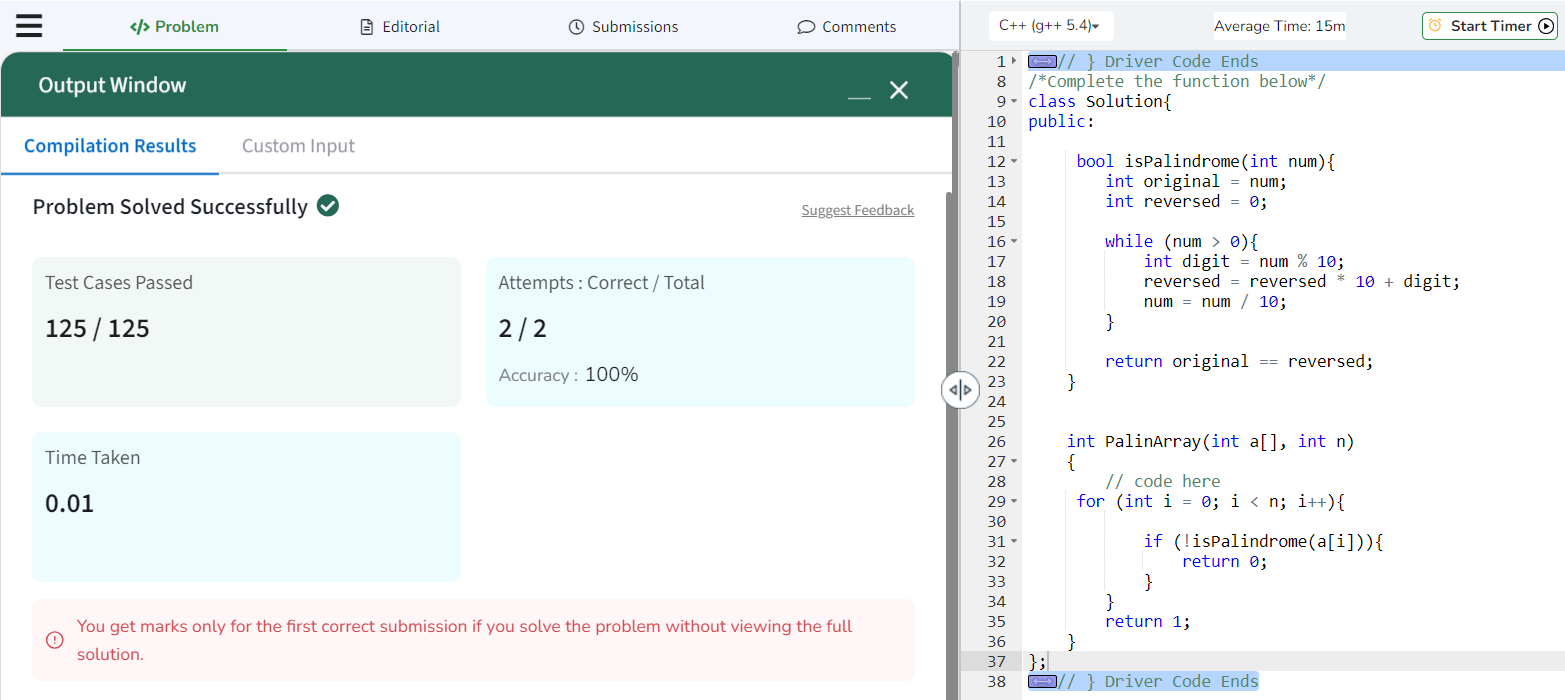 </> Problem
Editorial
Submissions
Comments
Output Window
Compilation Results
Custom Input
Problem Solved Successfully
Suggest Feedback
Test Cases Passed
125 / 125
Attempts : Correct / Total
2 / 2
Accuracy : 100%
Time Taken
0.01
You get marks only for the first correct submission if you solve the problem without viewing the full
solution.
C++ (g++ 5.4)
Average Time: 15m
Start Timer
1 // } Driver Code Ends
8 /*Complete the function below*/
9 class Solution{
10 public:
11
12 bool isPalindrome(int num){
13 int original = num;
14 int reversed = 0;
15
16 while (num > 0){
17 int digit = num % 10;
18 reversed = reversed * 10 + digit;
19 num = num / 10;
20 }
21
22 return original == reversed;
23 }
24
25
26 int PalinArray(int a[], int n)
27 {
28 // code here
29 for (int i = 0; i < n; i++){
30
31 if (!isPalindrome(a[i])){
32 return 0;
33 }
34 }
35 return 1;
36 }
37 };
38 // } Driver Code Ends